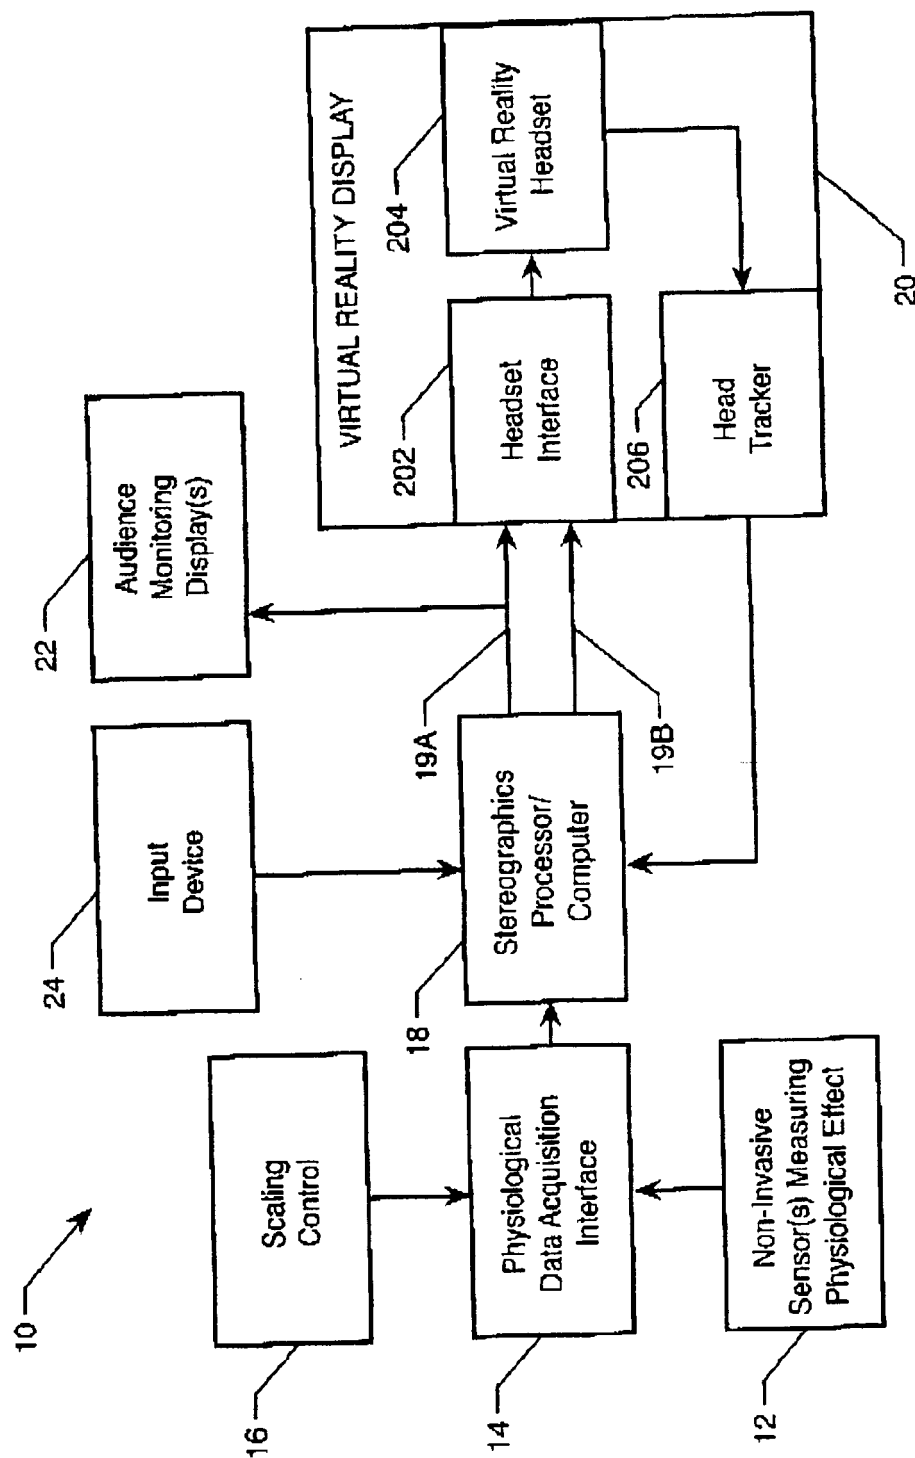 10
Scaling
Control
16
Physiological
Data Acquisition
Interface
14
Non-Invasive
Sensor(s) Measuring
Physiological Effect
12
Input
Device
24
Stereographics
Processor/
Computer
18
Audience
Monitoring
Display(s)
22
19A
19B
VIRTUAL REALITY DISPLAY
202
Headset
Interface
204
Virtual Reality
Headset
206
Head
Tracker
20